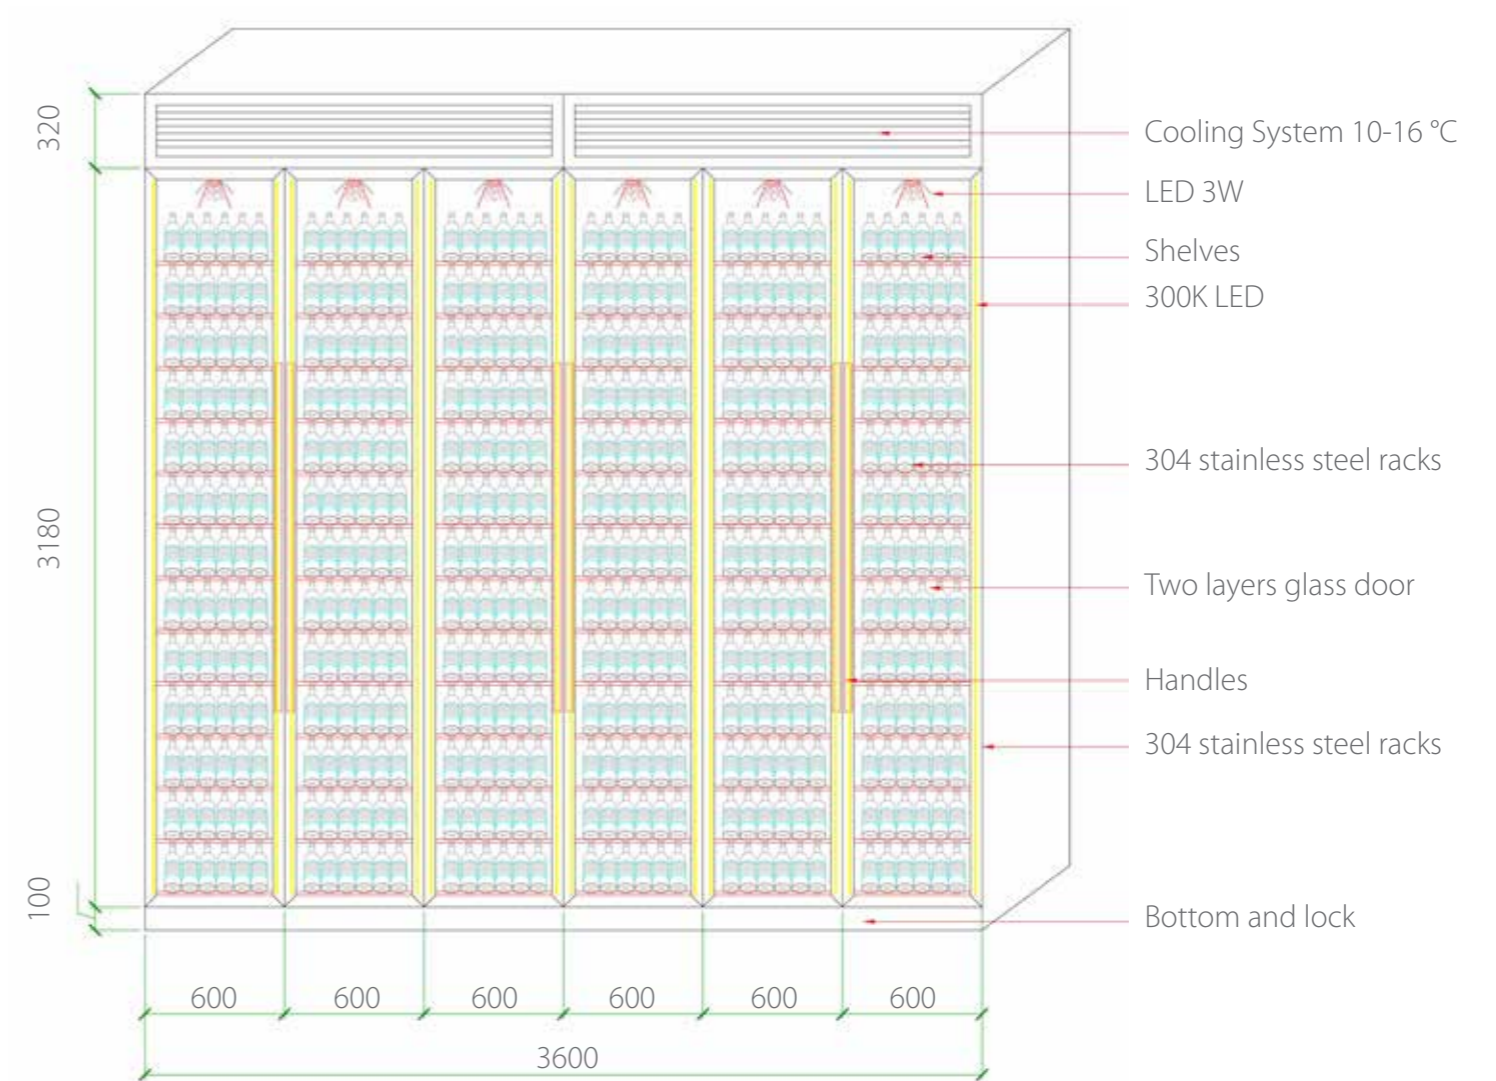 320
3180
100
Cooling System 10-16 °C
LED 3W
Shelves
300K LED
304 stainless steel racks
Two layers glass door
Handles
304 stainless steel racks
Bottom and lock
600 600 600 600 600 600
3600